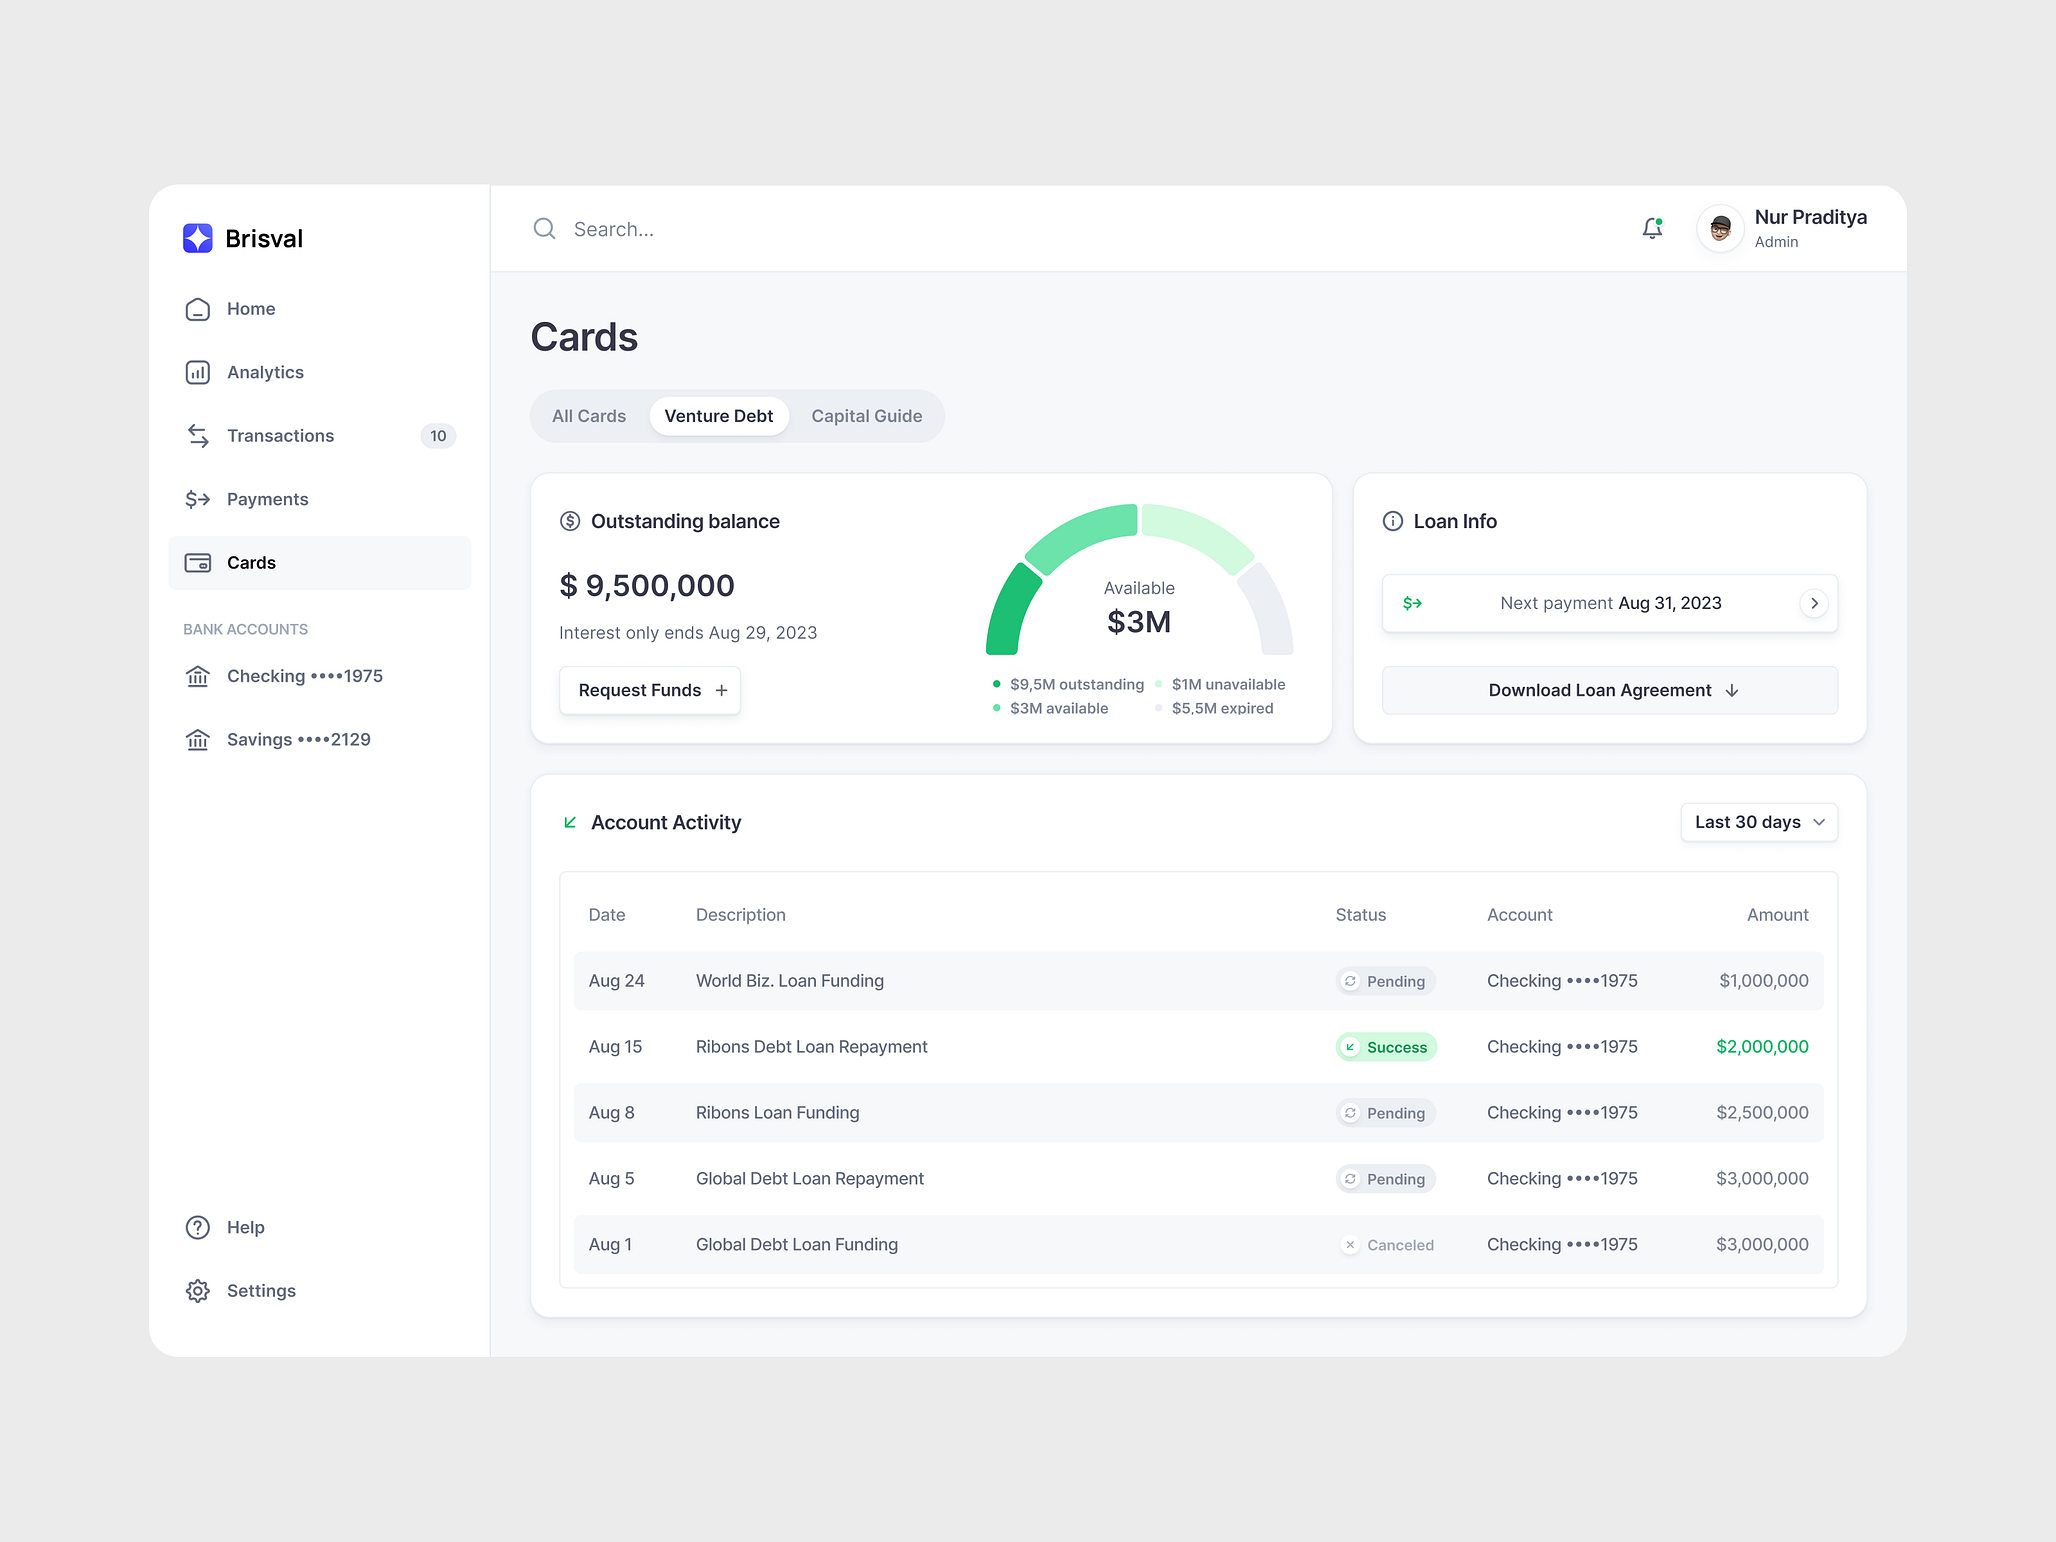 Brisval
Home
Analytics
Transactions 10
Payments
Cards
BANK ACCOUNTS
Checking ••••1975
Savings ••••2129
Help
Settings
Search...
Nur Praditya
Admin
Cards
All Cards Venture Debt Capital Guide
Outstanding balance
$ 9,500,000
Interest only ends Aug 29, 2023
Request Funds
Available
$3M
$9,5M outstanding $1M unavailable
$3M available $5,5M expired
Loan Info
Next payment Aug 31, 2023
Download Loan Agreement
Account Activity
Last 30 days
Date Description Status Account Amount
Aug 24 World Biz. Loan Funding Pending Checking ••••1975 $1,000,000
Aug 15 Ribons Debt Loan Repayment Success Checking ••••1975 $2,000,000
Aug 8 Ribons Loan Funding Pending Checking ••••1975 $2,500,000
Aug 5 Global Debt Loan Repayment Pending Checking ••••1975 $3,000,000
Aug 1 Global Debt Loan Funding Canceled Checking ••••1975 $3,000,000